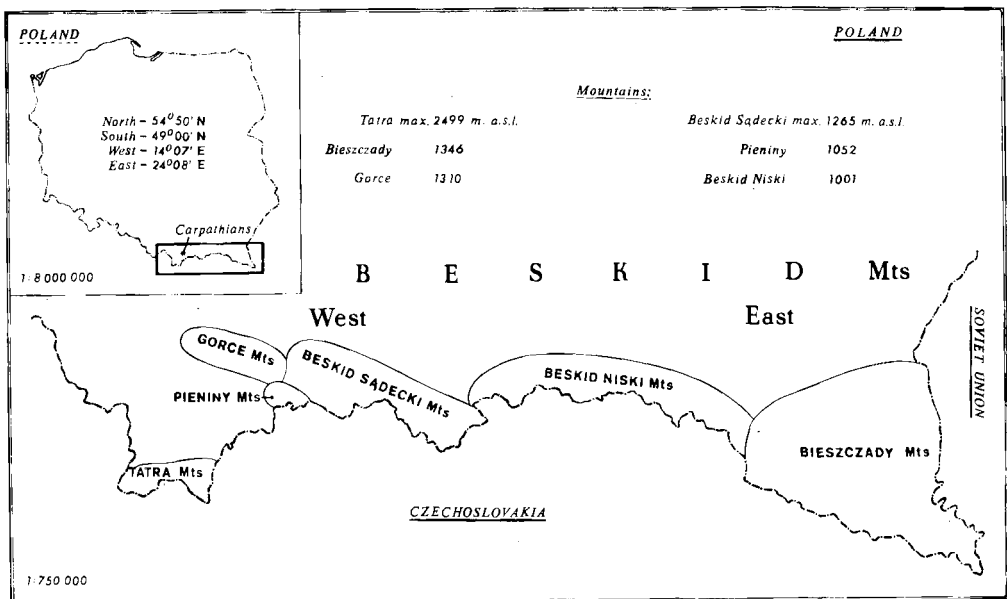 POLAND
North - 54°50' N
South - 49°00' N
West - 14°07' E
East - 24°08' E
Carpathians
1:8 000 000
POLAND
Mountains:
Tatra max. 2499 m. a.s.l.
Bieszczady 1346
Gorce 1310
Beskid Sądecki max. 1265 m. a.s.l.
Pieniny 1052
Beskid Niski 1001
BESKID Mts
West
East
SOVIET UNION
GORCE Mts
BESKID SĄDECKI Mts
BESKID NISKI Mts
PIENINY Mts
BIESZCZADY Mts
TATRA Mts
CZECHOSLOVAKIA
1:750 000